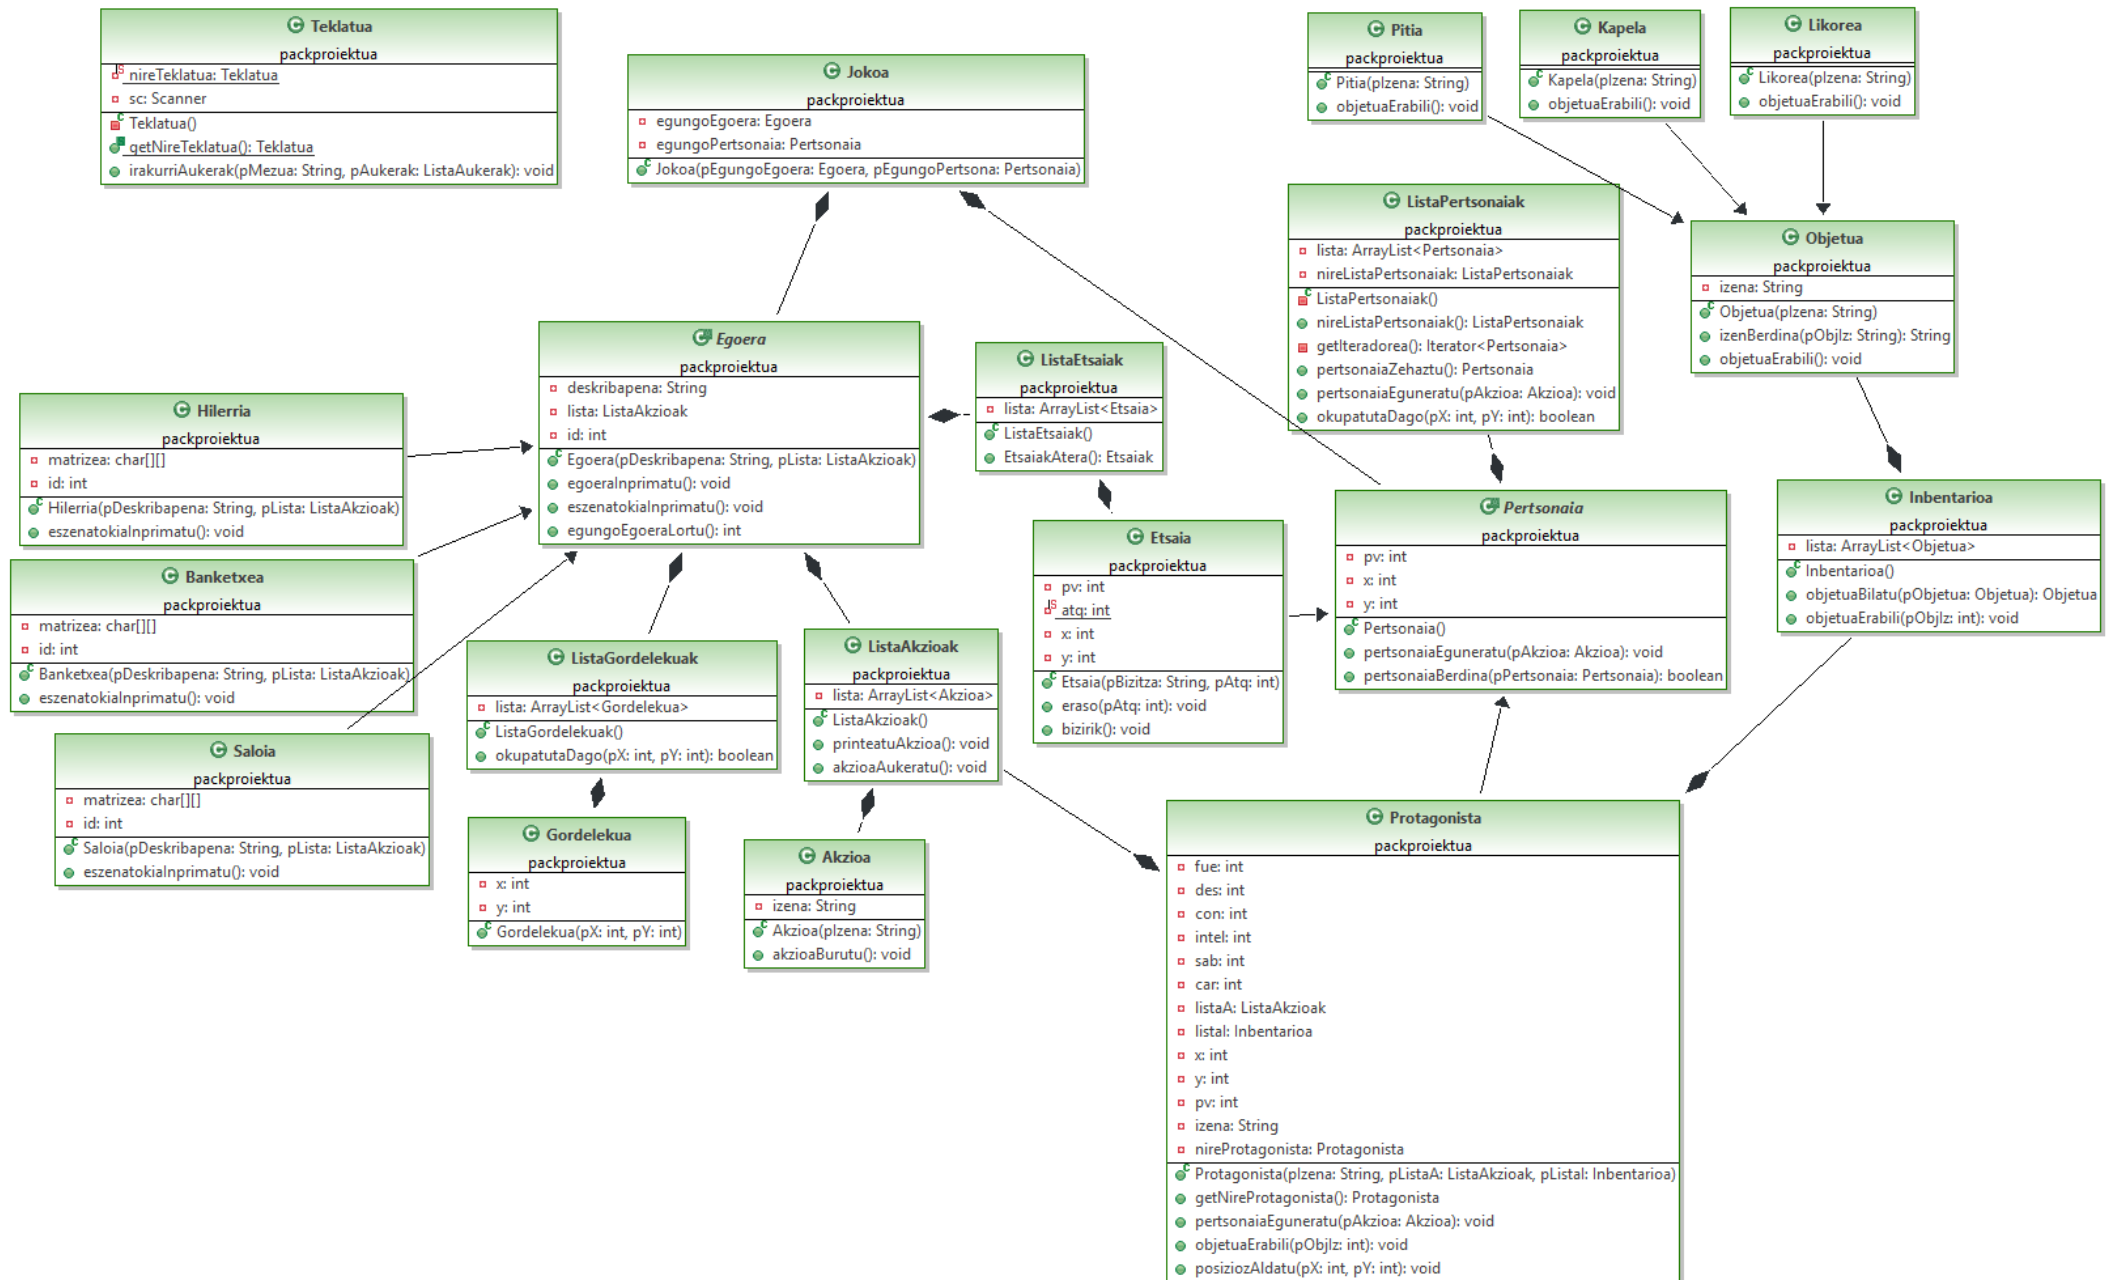 Teklatua
packproiektua
nireTeklatua: Teklatua
sc: Scanner
Teklatua()
getNireTeklatua(): Teklatua
irakurriAukerak(pMezua: String, pAukerak: ListaAukerak): void
Jokoa
packproiektua
egungoEgoera: Egoera
egungoPertsonaia: Pertsonaia
Jokoa(pEgungoEgoera: Egoera, pEgungoPertsona: Pertsonaia)
Pitia
packproiektua
Pitia(pIzena: String)
objetuaErabili(): void
Kapela
packproiektua
Kapela(pIzena: String)
objetuaErabili(): void
Likorea
packproiektua
Likorea(pIzena: String)
objetuaErabili(): void
ListaPertsonaiak
packproiektua
lista: ArrayList<Pertsonaia>
nireListaPertsonaiak: ListaPertsonaiak
ListaPertsonaiak()
nireListaPertsonaiak(): ListaPertsonaiak
getIteradorea(): Iterator<Pertsonaia>
pertsonaiaZehaztu(): Pertsonaia
pertsonaiaEguneratu(pAkzioa: Akzioa): void
okupatutaDago(pX: int, pY: int): boolean
Objetua
packproiektua
izena: String
Objetua(pIzena: String)
izenBerdina(pObjIz: String): String
objetuaErabili(): void
Egoera
packproiektua
deskribapena: String
lista: ListaAkzioak
id: int
Egoera(pDeskribapena: String, pLista: ListaAkzioak)
egoeraInprimatu(): void
eszenatokiaInprimatu(): void
egungoEgoeraLortu(): int
ListaEtsaiak
packproiektua
lista: ArrayList<Etsaia>
ListaEtsaiak()
EtsaiakAtera(): Etsaiak
Hilerria
packproiektua
matrizea: char[][]
id: int
Hilerria(pDeskribapena: String, pLista: ListaAkzioak)
eszenatokiaInprimatu(): void
Banketxea
packproiektua
matrizea: char[][]
id: int
Banketxea(pDeskribapena: String, pLista: ListaAkzioak)
eszenatokiaInprimatu(): void
Saloia
packproiektua
matrizea: char[][]
id: int
Saloia(pDeskribapena: String, pLista: ListaAkzioak)
eszenatokiaInprimatu(): void
ListaGordelekuak
packproiektua
lista: ArrayList<Gordelekua>
ListaGordelekuak()
okupatutaDago(pX: int, pY: int): boolean
Gordelekua
packproiektua
x: int
y: int
Gordelekua(pX: int, pY: int)
ListaAkzioak
packproiektua
lista: ArrayList<Akzioa>
ListaAkzioak()
printeatuAkzioa(): void
akzioaAukeratu(): void
Akzioa
packproiektua
izena: String
Akzioa(pIzena: String)
akzioaBurutu(): void
Etsaia
packproiektua
pv: int
atq: int
x: int
y: int
Etsaia(pBizitza: String, pAtq: int)
eraso(pAtq: int): void
bizirik(): void
Pertsonaia
packproiektua
pv: int
x: int
y: int
Pertsonaia()
pertsonaiaEguneratu(pAkzioa: Akzioa): void
pertsonaiaBerdina(pPertsonaia: Pertsonaia): boolean
Inbentarioa
packproiektua
lista: ArrayList<Objetua>
Inbentarioa()
objetuaBilatu(pObjetua: Objetua): Objetua
objetuaErabili(pObjIz: int): void
Protagonista
packproiektua
fue: int
des: int
con: int
intel: int
sab: int
car: int
listaA: ListaAkzioak
listaI: Inbentarioa
x: int
y: int
pv: int
izena: String
nireProtagonista: Protagonista
Protagonista(pIzena: String, pListaA: ListaAkzioak, pListaI: Inbentarioa)
getNireProtagonista(): Protagonista
pertsonaiaEguneratu(pAkzioa: Akzioa): void
objetuaErabili(pObjIz: int): void
posiziozAldatu(pX: int, pY: int): void